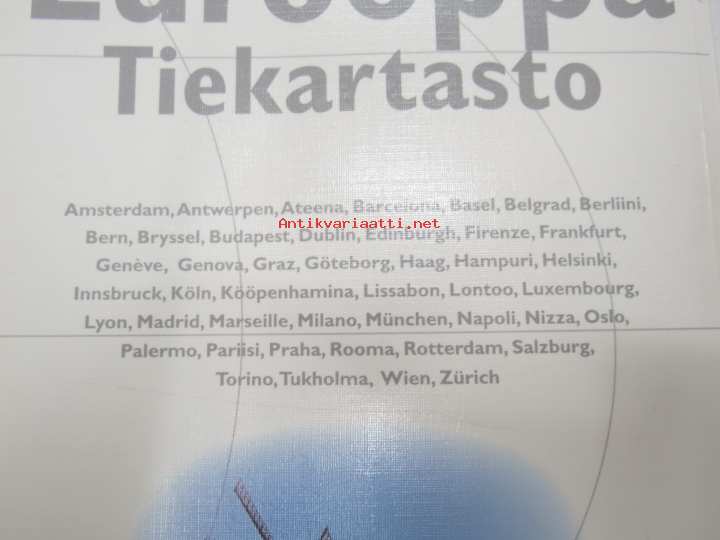 Eurooppa
Tiekartasto
Amsterdam, Antwerpen, Ateena, Barcelona, Basel, Belgrad, Berliini,
Antikvariaatti.net
Bern, Bryssel, Budapest, Dublin, Edinburgh, Firenze, Frankfurt,
Genève, Genova, Graz, Göteborg, Haag, Hampuri, Helsinki,
Innsbruck, Köln, Kööpenhamina, Lissabon, Lontoo, Luxembourg,
Lyon, Madrid, Marseille, Milano, München, Napoli, Nizza, Oslo,
Palermo, Pariisi, Praha, Rooma, Rotterdam, Salzburg,
Torino, Tukholma, Wien, Zürich